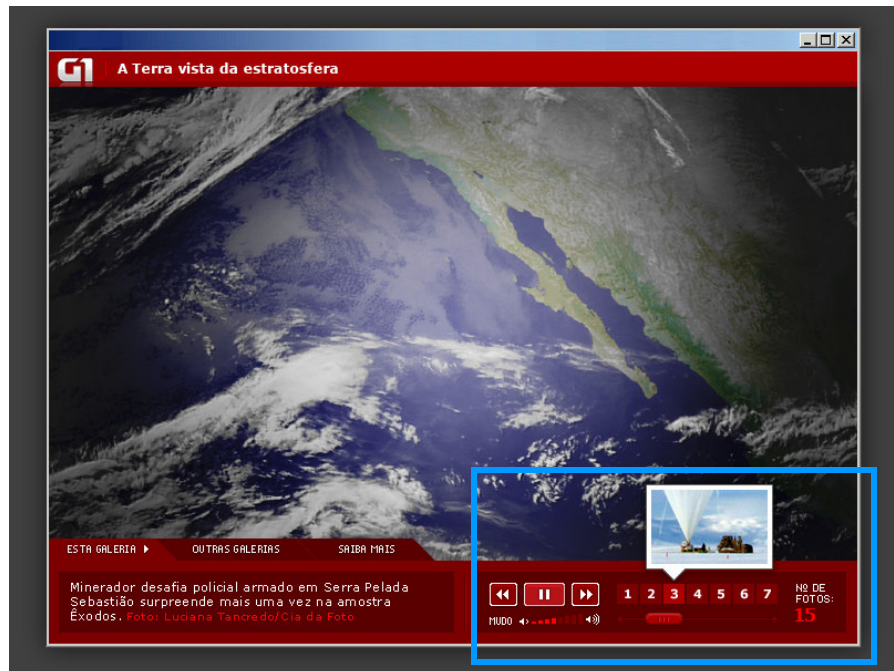 G1
A Terra vista da estratosfera
ESTA GALERIA
OUTRAS GALERIAS
SAIBA MAIS
Minerador desafia policial armado em Serra Pelada
Sebastião surpreende mais uma vez na amostra
Êxodos. Foto: Luciana Tancredo/Cia da Foto
1 2 3 4 5 6 7
MUDO
Nº DE
FOTOS:
15